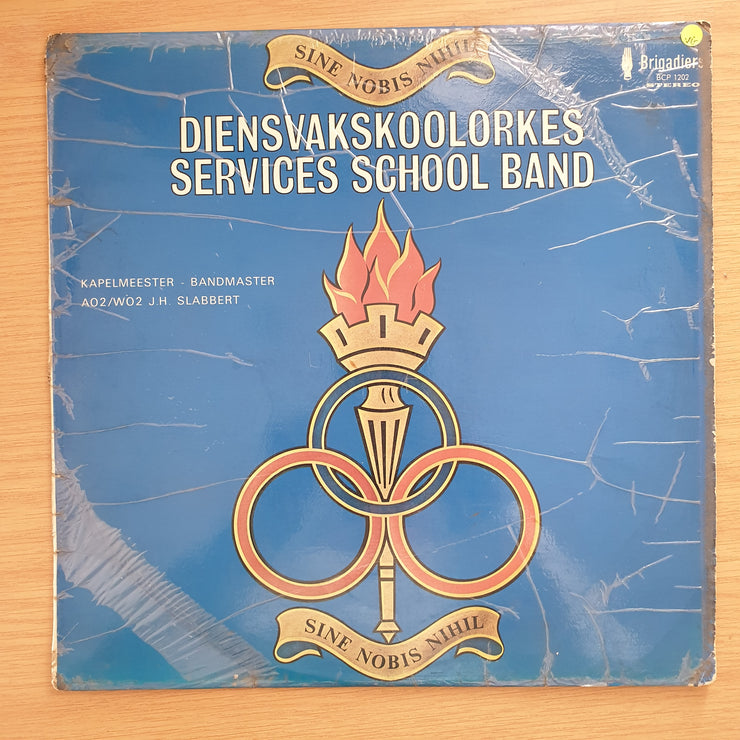 SINE NOBIS NIHIL
Brigadiers
BCP 1202
STEREO
DIENSVAKSKOOLORKES
SERVICES SCHOOL BAND
KAPELMEESTER - BANDMASTER
AO2/WO2 J.H. SLABBERT
SINE NOBIS NIHIL